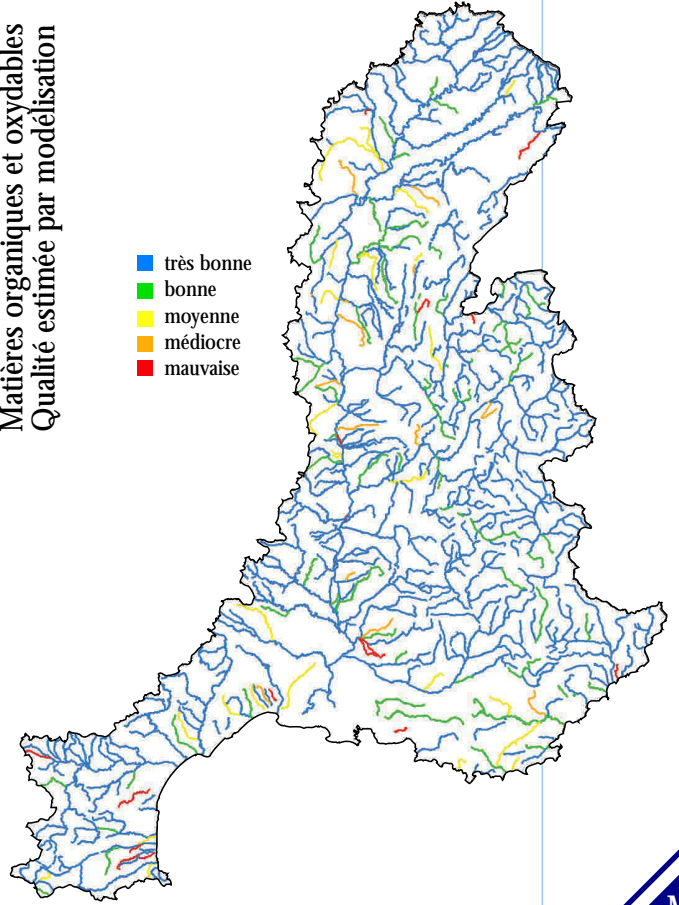 Matières organiques et oxydables
Qualité estimée par modélisation
très bonne
bonne
moyenne
médiocre
mauvaise